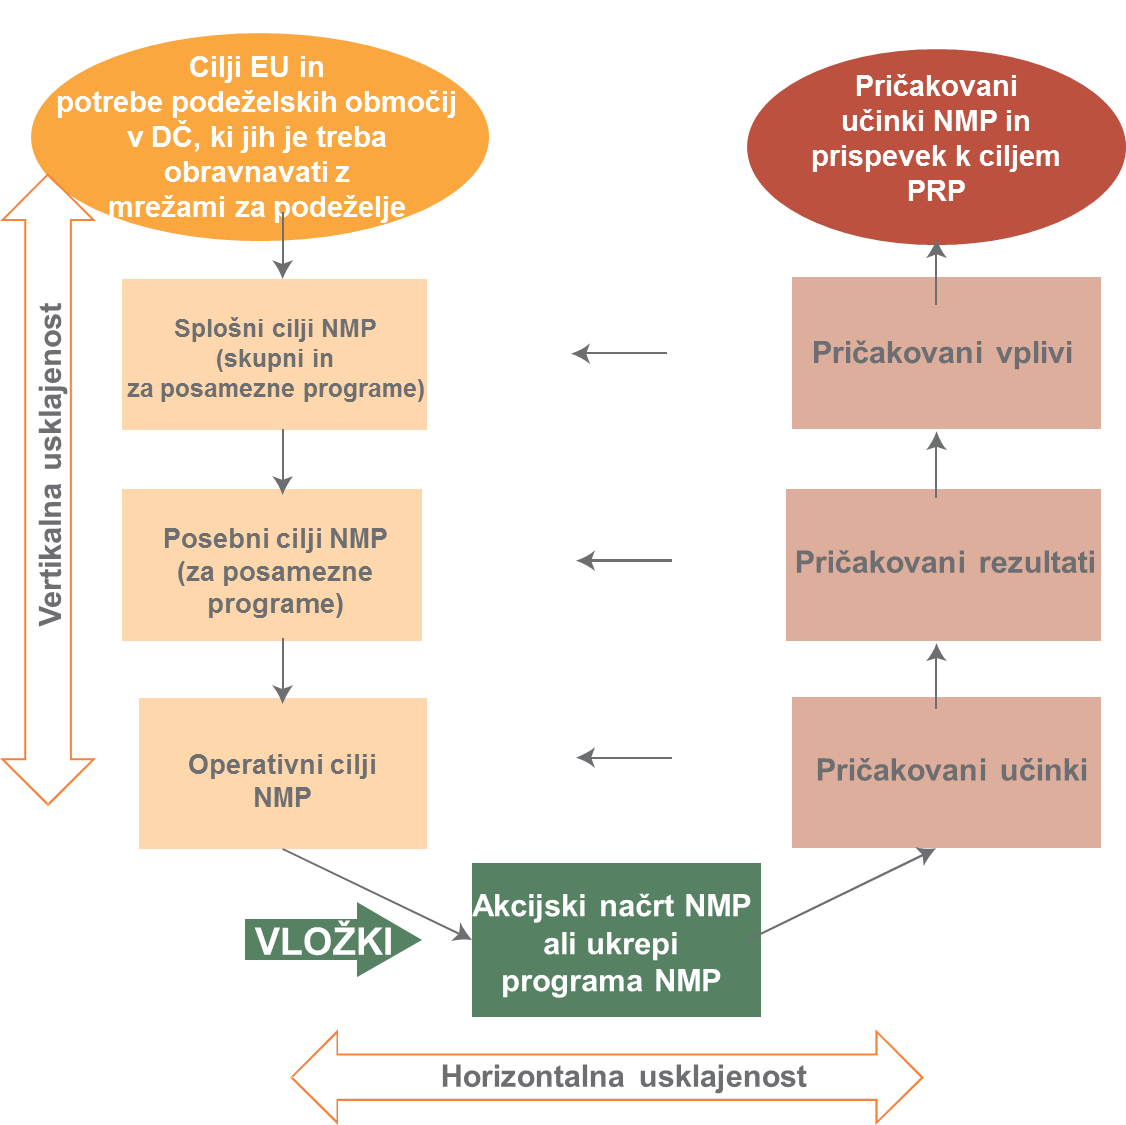 Cilji EU in
potrebe podeželskih območij
v DČ, ki jih je treba
obravnavati z
mrežami za podeželje
Pričakovani
učinki NMP in
prispevek k ciljem
PRP
Vertikalna usklajenost
Splošni cilji NMP
(skupni in
za posamezne programe)
Pričakovani vplivi
Posebni cilji NMP
(za posamezne
programe)
Pričakovani rezultati
Operativni cilji
NMP
Pričakovani učinki
VLOŽKI
Akcijski načrt NMP
ali ukrepi
programa NMP
Horizontalna usklajenost